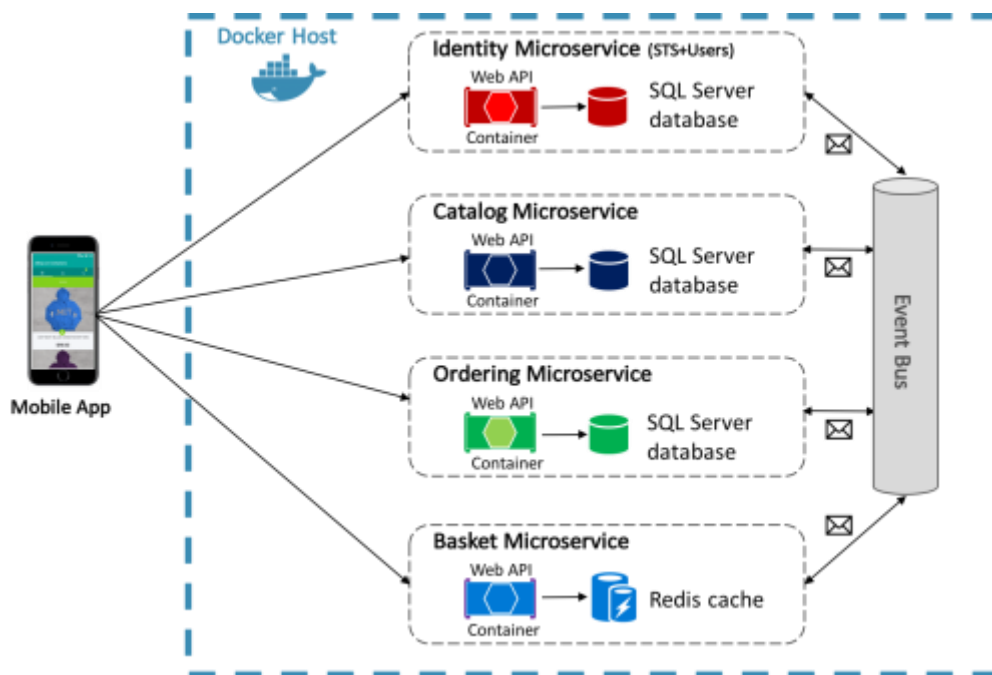 Docker Host
Identity Microservice (STS+Users)
Web API
Container
SQL Server
database
Catalog Microservice
Web API
Container
SQL Server
database
Mobile App
Ordering Microservice
Web API
Container
SQL Server
database
Basket Microservice
Web API
Container
Redis cache
Event Bus